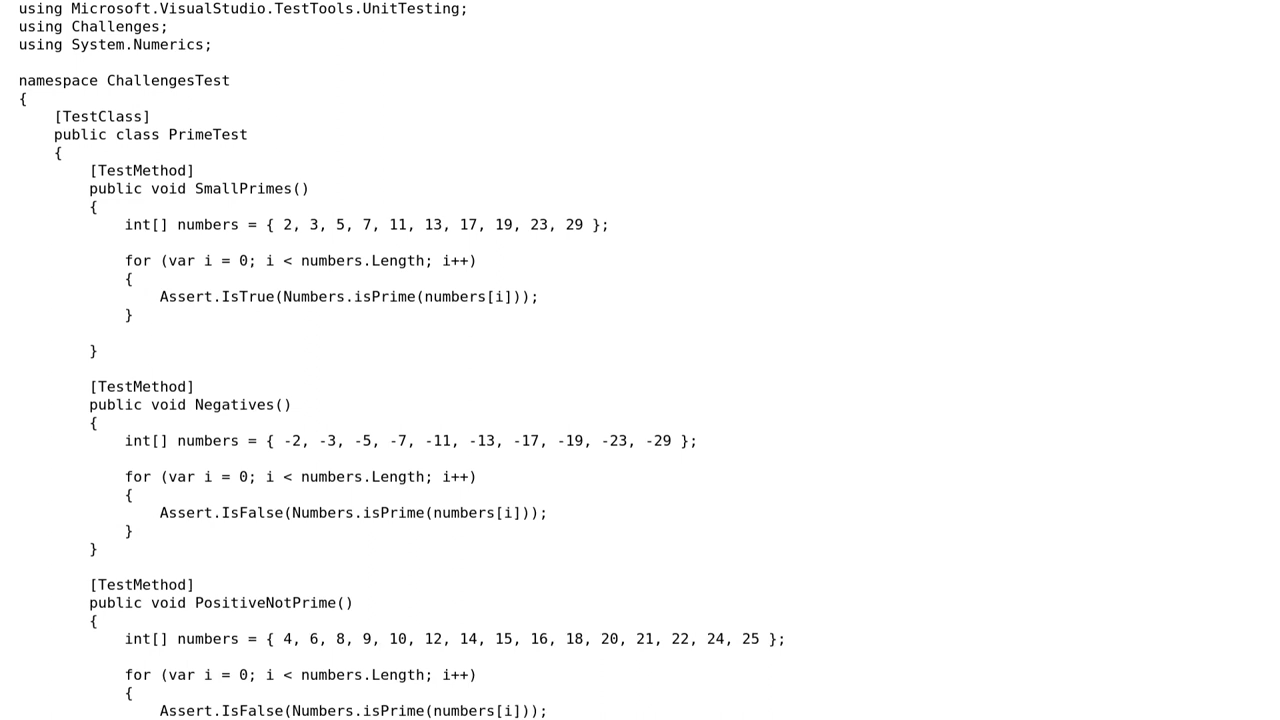 using Microsoft.VisualStudio.TestTools.UnitTesting;
using Challenges;
using System.Numerics;

namespace ChallengesTest
{
    [TestClass]
    public class PrimeTest
    {
        [TestMethod]
        public void SmallPrimes()
        {
            int[] numbers = { 2, 3, 5, 7, 11, 13, 17, 19, 23, 29 };

            for (var i = 0; i < numbers.Length; i++)
            {
                Assert.IsTrue(Numbers.isPrime(numbers[i]));
            }

        }

        [TestMethod]
        public void Negatives()
        {
            int[] numbers = { -2, -3, -5, -7, -11, -13, -17, -19, -23, -29 };

            for (var i = 0; i < numbers.Length; i++)
            {
                Assert.IsFalse(Numbers.isPrime(numbers[i]));
            }
        }

        [TestMethod]
        public void PositiveNotPrime()
        {
            int[] numbers = { 4, 6, 8, 9, 10, 12, 14, 15, 16, 18, 20, 21, 22, 24, 25 };

            for (var i = 0; i < numbers.Length; i++)
            {
                Assert.IsFalse(Numbers.isPrime(numbers[i]));